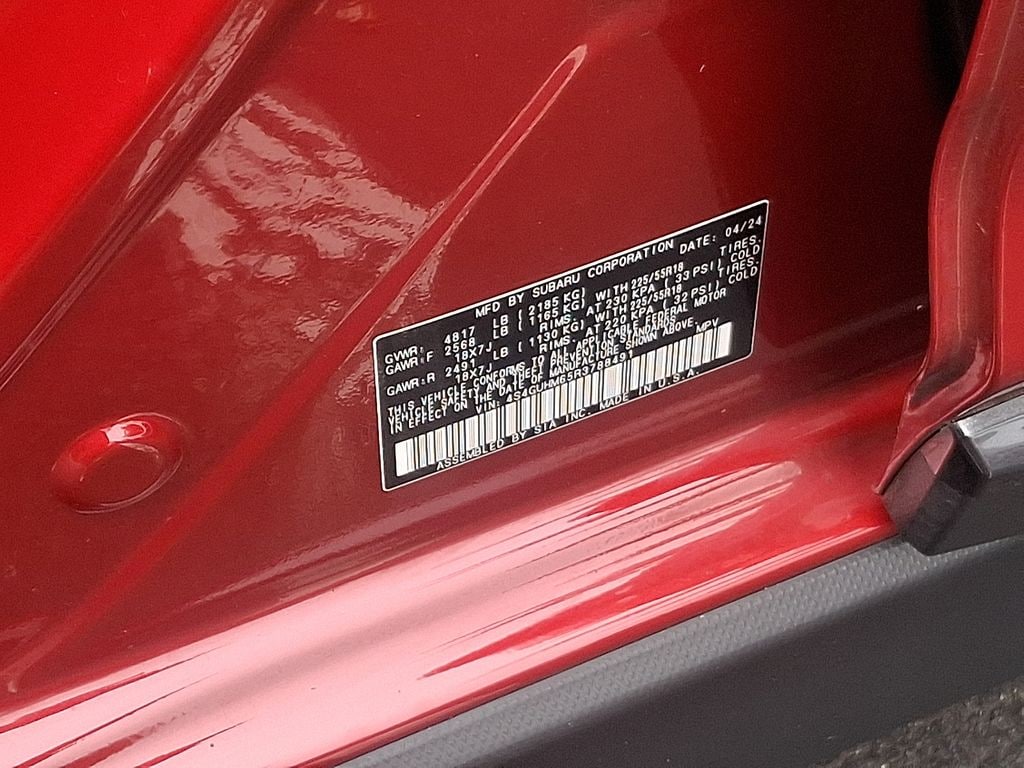 MFD BY SUBARU CORPORATION DATE: 04/24
GVWR: 4817 LB ( 2185 KG)
GAWR:F 2568 LB ( 1165 KG) WITH 225/55R18 TIRES.
18X7J RIMS. AT 230 KPA ( 33 PSI) COLD
GAWR:R 2491 LB ( 1130 KG) WITH 225/55R18 TIRES.
18X7J RIMS. AT 220 KPA ( 32 PSI) COLD
THIS VEHICLE CONFORMS TO ALL APPLICABLE FEDERAL MOTOR
VEHICLE SAFETY AND THEFT PREVENTION STANDARDS
IN EFFECT ON THE DATE OF MANUFACTURE SHOWN ABOVE.
VIN: 4S4GUHM65R3788491 MPV
ASSEMBLED BY SIA INC. MADE IN U.S.A.